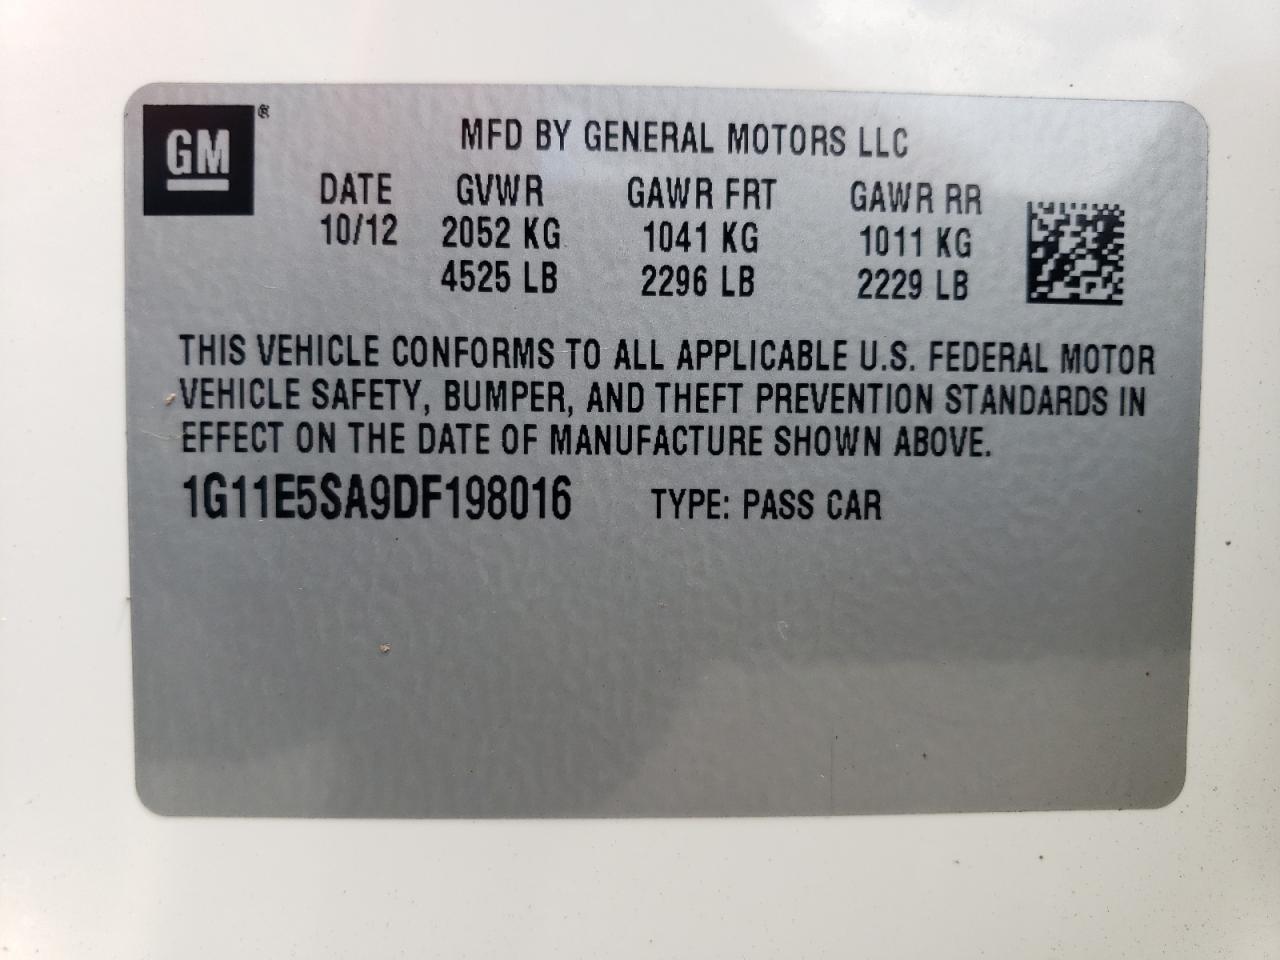 GM®
MFD BY GENERAL MOTORS LLC
DATE GVWR GAWR FRT GAWR RR
10/12 2052 KG 1041 KG 1011 KG
4525 LB 2296 LB 2229 LB
THIS VEHICLE CONFORMS TO ALL APPLICABLE U.S. FEDERAL MOTOR
VEHICLE SAFETY, BUMPER, AND THEFT PREVENTION STANDARDS IN
EFFECT ON THE DATE OF MANUFACTURE SHOWN ABOVE.
1G11E5SA9DF198016 TYPE: PASS CAR